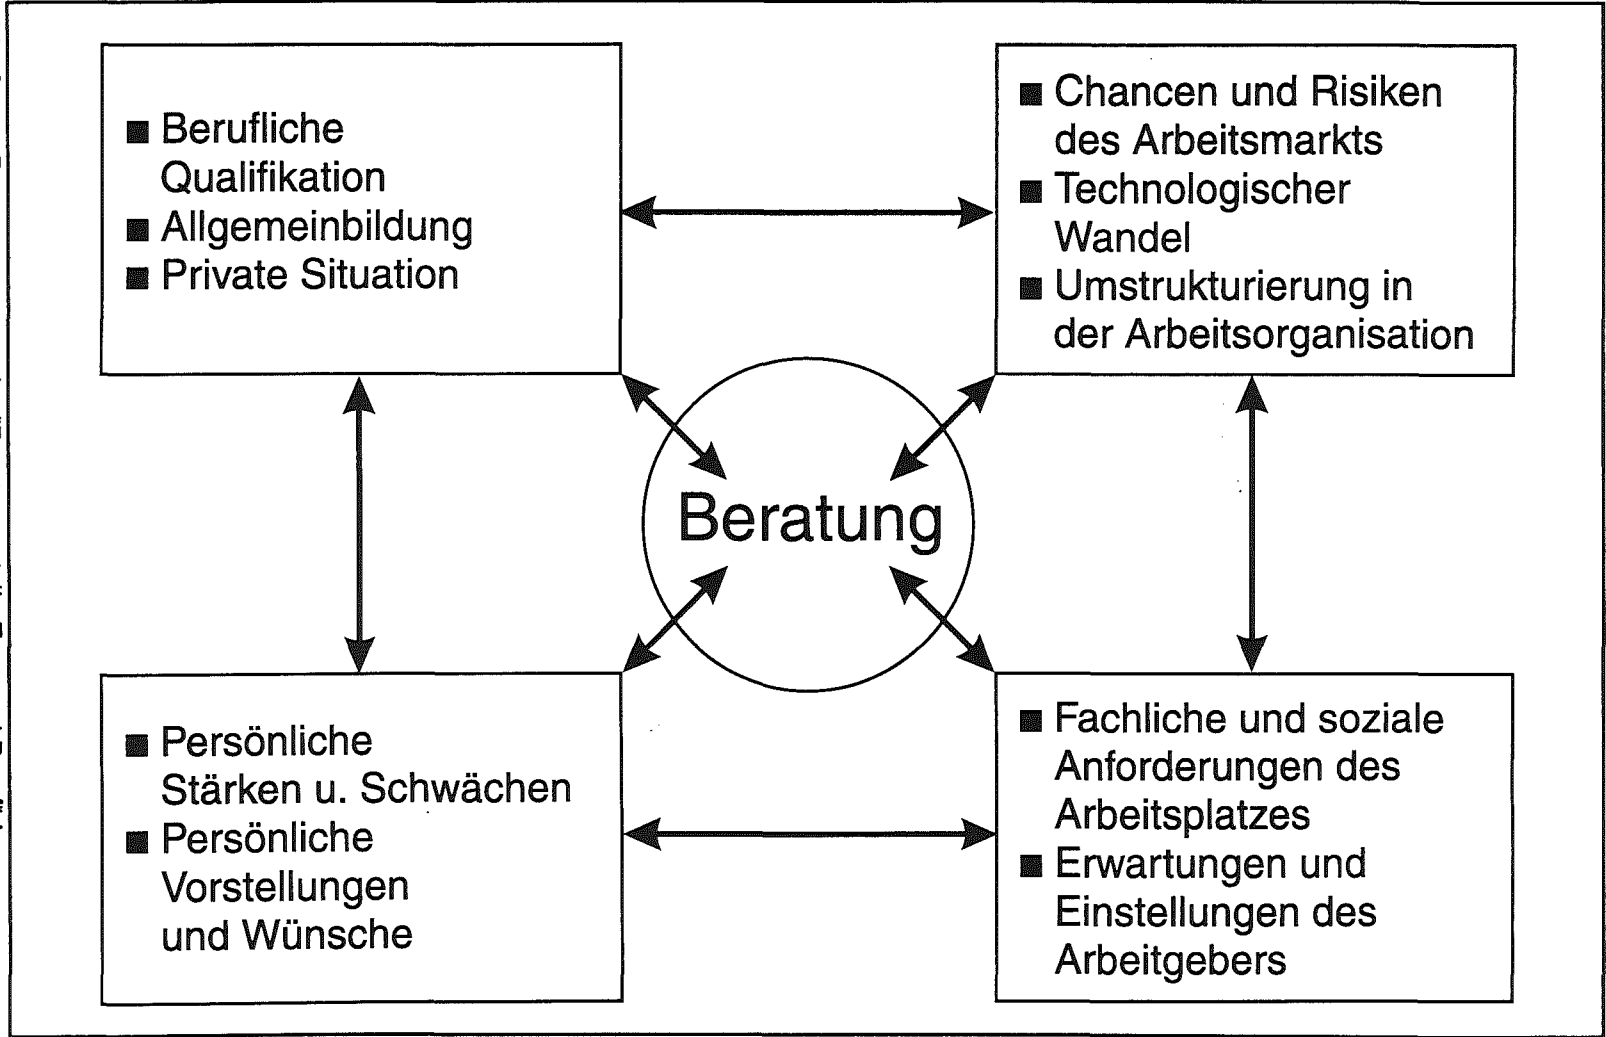 ■ Berufliche
Qualifikation
■ Allgemeinbildung
■ Private Situation
■ Chancen und Risiken
des Arbeitsmarkts
■ Technologischer
Wandel
■ Umstrukturierung in
der Arbeitsorganisation
Beratung
■ Persönliche
Stärken u. Schwächen
■ Persönliche
Vorstellungen
und Wünsche
■ Fachliche und soziale
Anforderungen des
Arbeitsplatzes
■ Erwartungen und
Einstellungen des
Arbeitgebers